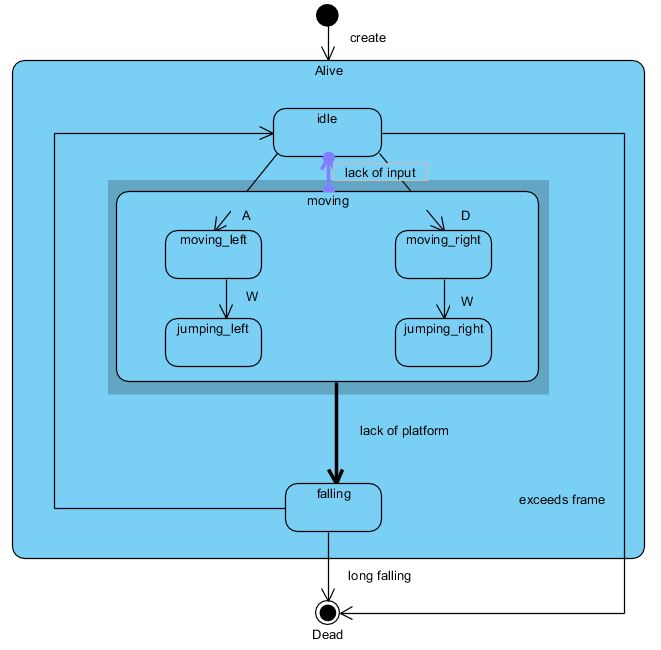 create
Alive
idle
lack of input
moving
A
D
moving_left
moving_right
W
W
jumping_left
jumping_right
lack of platform
falling
exceeds frame
long falling
Dead